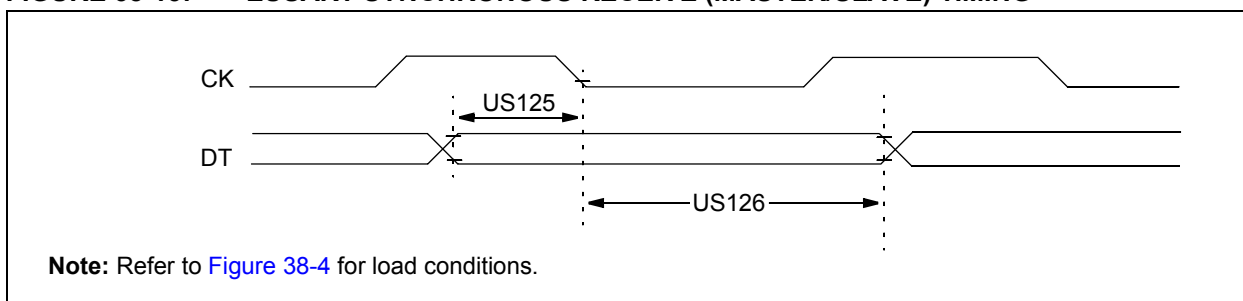 CK
US125
DT
US126
Note: Refer to Figure 38-4 for load conditions.